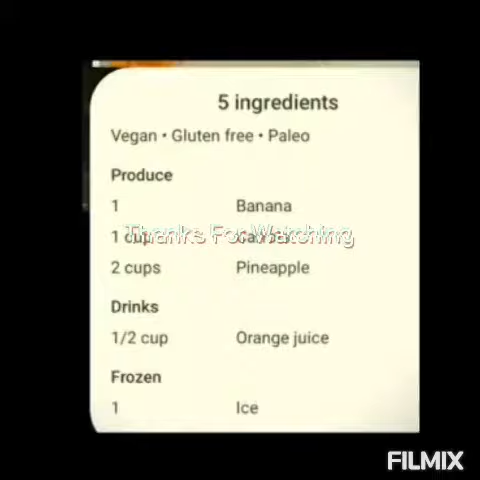 5 ingredients
Vegan • Gluten free • Paleo
Produce
1 Banana
1 cup
Thanks For Watching
2 cups Pineapple
Drinks
1/2 cup Orange juice
Frozen
1 Ice
FILMIX